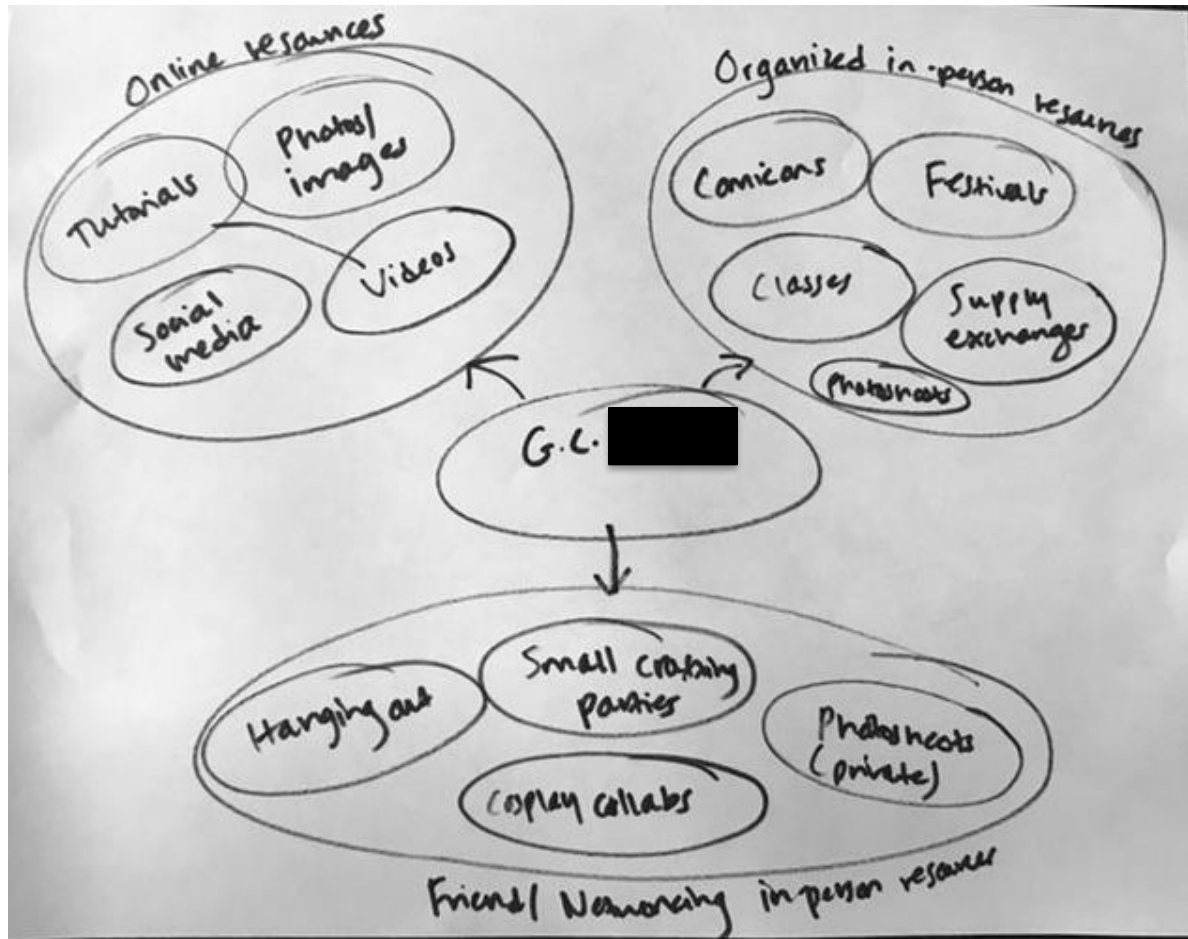 Online resources
Photos/
images
Tutorials
Videos
Social
media
Organized in-person resources
Comicons
Festivals
Classes
Supply
exchanges
Photoshoots
G.C.
Small crafting
parties
Hanging out
Photoshoots
(private)
Cosplay collabs
Friend/ Networking in-person resources